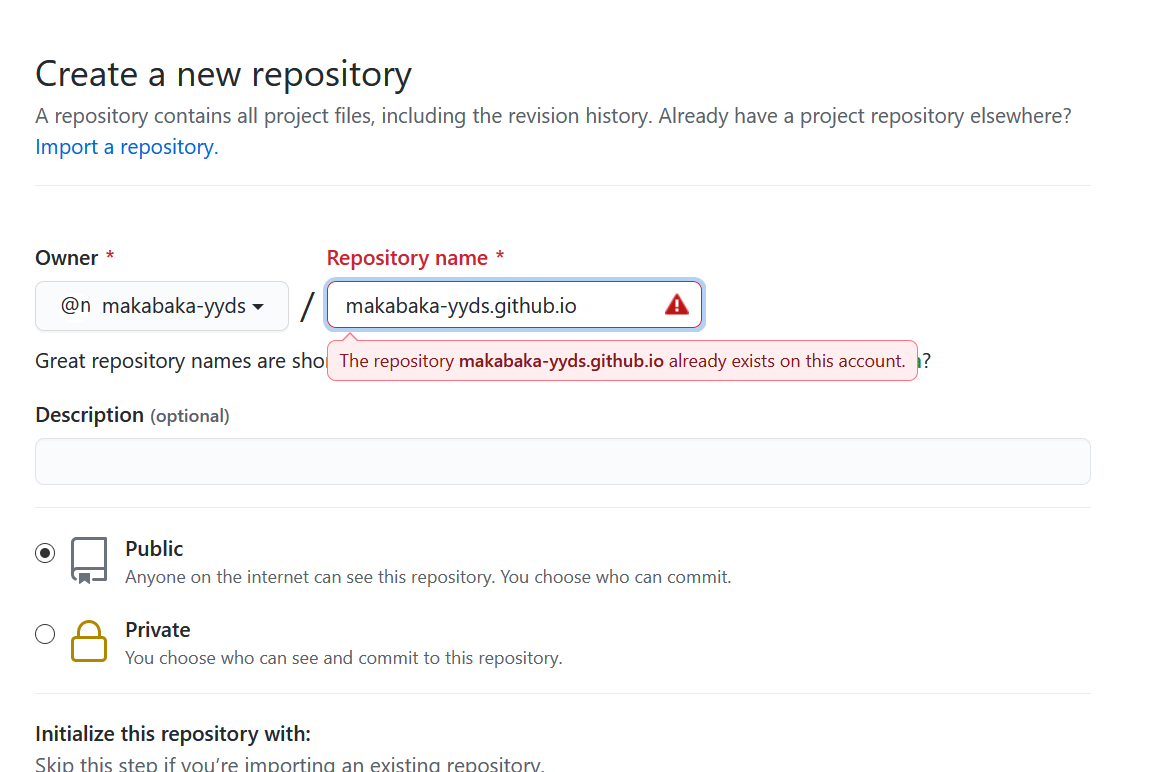 Create a new repository
A repository contains all project files, including the revision history. Already have a project repository elsewhere?
Import a repository.
Owner *
Repository name *
@n makabaka-yyds
/
makabaka-yyds.github.io
Great repository names are sho
?
The repository makabaka-yyds.github.io already exists on this account.
Description (optional)
Public
Anyone on the internet can see this repository. You choose who can commit.
Private
You choose who can see and commit to this repository.
Initialize this repository with:
Skip this step if you’re importing an existing repository.